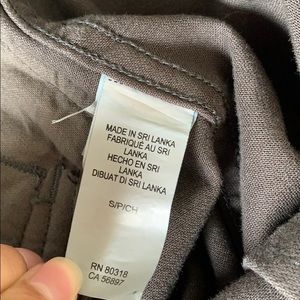 MADE IN SRI LANKA
FABRIQUÉ AU SRI
LANKA
HECHO EN SRI
LANKA
DIBUAT DI SRI LANKA
S/P/CH
RN 80318
CA 56897